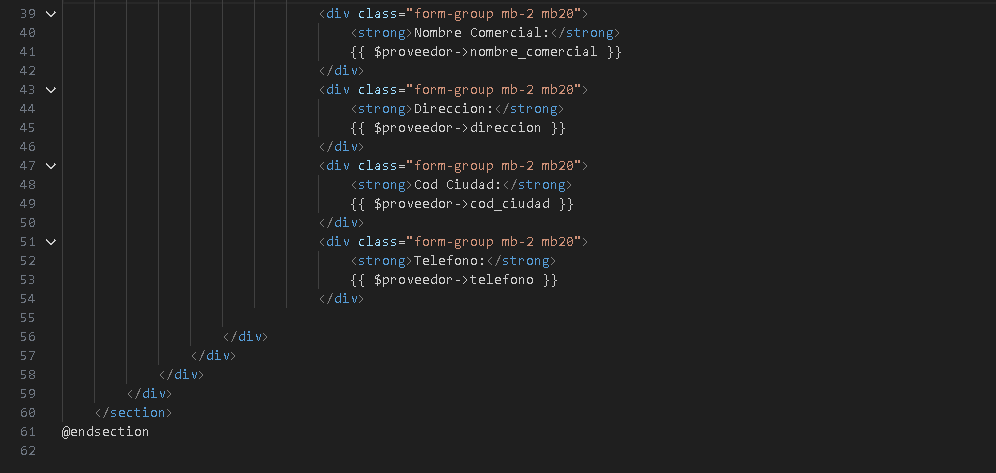 39 <div class="form-group mb-2 mb20">
40 <strong>Nombre Comercial:</strong>
41 {{ $proveedor->nombre_comercial }}
42 </div>
43 <div class="form-group mb-2 mb20">
44 <strong>Direccion:</strong>
45 {{ $proveedor->direccion }}
46 </div>
47 <div class="form-group mb-2 mb20">
48 <strong>Cod Ciudad:</strong>
49 {{ $proveedor->cod_ciudad }}
50 </div>
51 <div class="form-group mb-2 mb20">
52 <strong>Telefono:</strong>
53 {{ $proveedor->telefono }}
54 </div>
55
56 </div>
57 </div>
58 </div>
59 </div>
60 </section>
61 @endsection
62